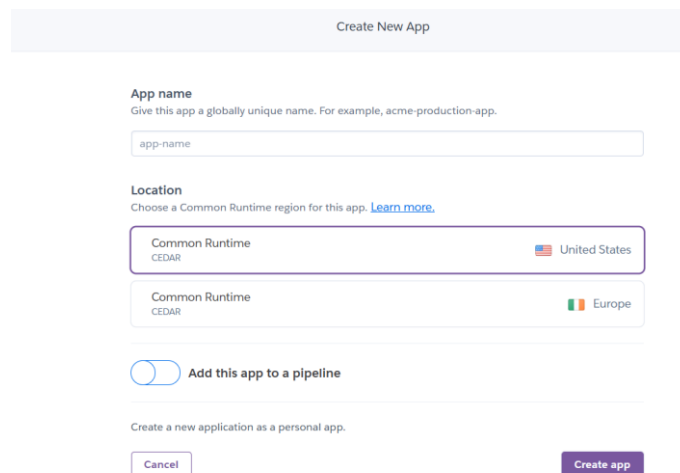 Create New App
App name
Give this app a globally unique name. For example, acme-production-app.
app-name
Location
Choose a Common Runtime region for this app. Learn more.
Common Runtime
CEDAR
United States
Common Runtime
CEDAR
Europe
Add this app to a pipeline
Create a new application as a personal app.
Cancel
Create app